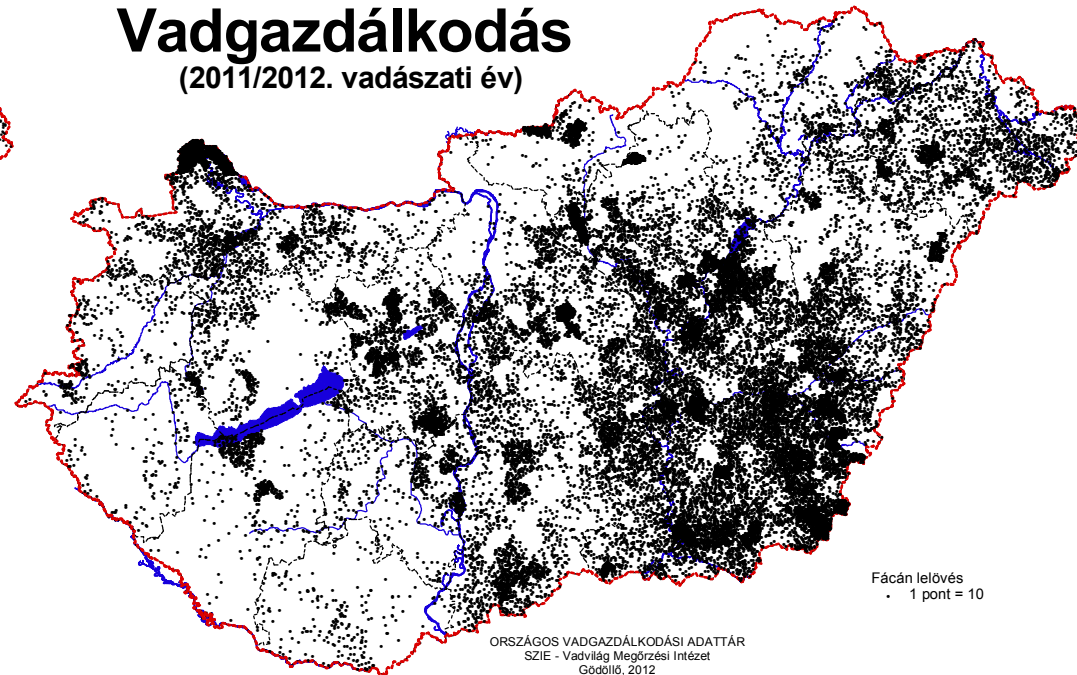 Vadgazdálkodás
(2011/2012. vadászati év)
Fácán lelövés
1 pont = 10
ORSZÁGOS VADGAZDÁLKODÁSI ADATTÁR
SZIE - Vadvilág Megőrzési Intézet
Gödöllő, 2012